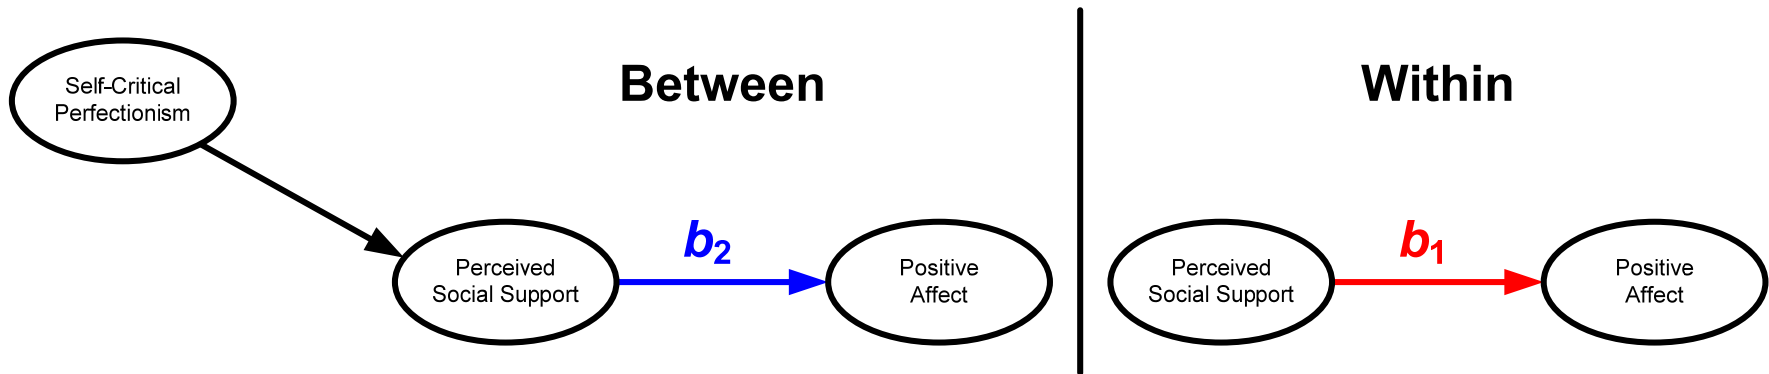 Self-Critical
Perfectionism
Between
Within
b2
b1
Perceived
Social Support
Positive
Affect
Perceived
Social Support
Positive
Affect